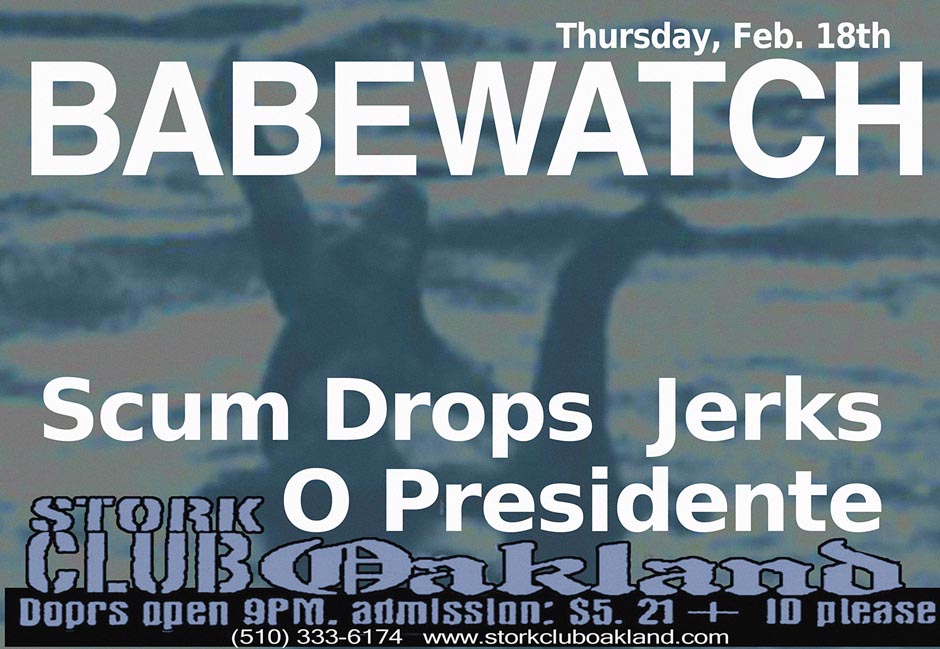 Thursday, Feb. 18th
BABEWATCH
Scum Drops Jerks
O Presidente
STORK
CLUB Oakland
Doors open 9PM. admission: $5. 21 + ID please
(510) 333-6174 www.storkcluboakland.com